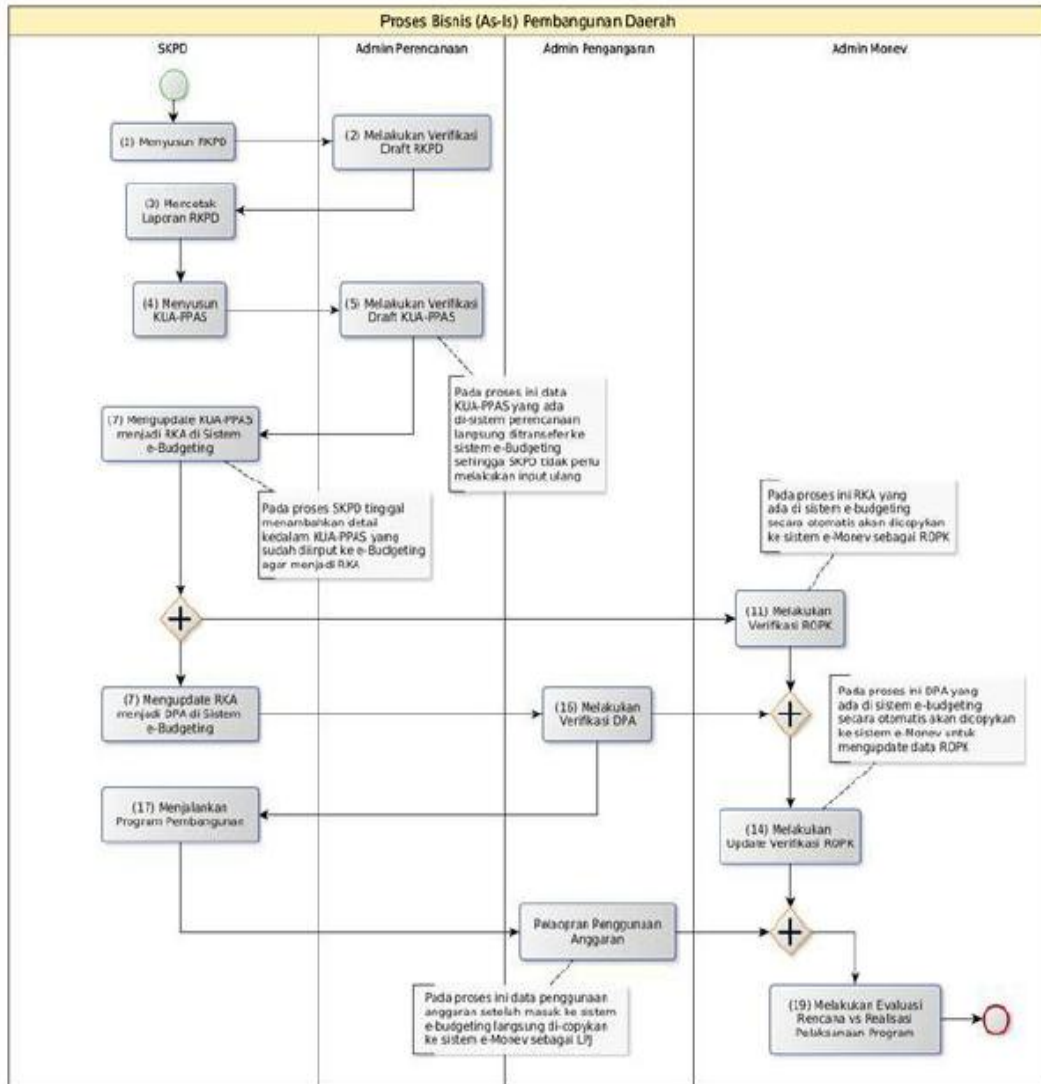 Proses Bisnis (As-Is) Pembangunan Daerah
SKPD
Admin Perencanaan
Admin Pengangaran
Admin Monev
(1) Menyusun RKPD
(2) Melakukan Verifikasi
Draft RKPD
(3) Mencetak
Laporan RKPD
(4) Menyusun
KUA-PPAS
(5) Melakukan Verifikasi
Draft KUA-PPAS
Pada proses ini data
KUA-PPAS yang ada
di-sistem perencanaan
langsung ditransefer ke
sistem e-Budgeting
sehingga SKPD tidak perlu
melakukan input ulang
(7) Mengupdate KUA-PPAS
menjadi RKA di Sistem
e-Budgeting
Pada proses SKPD tinggal
menambahkan detail
kedalam KUA-PPAS yang
sudah diinput ke e-Budgeting
agar menjadi RKA
Pada proses ini RKA yang
ada di sistem e-budgeting
secara otomatis akan dicopykan
ke sistem e-Monev sebagai ROPK
(11) Melakukan
Verifikasi ROPK
(7) Mengupdate RKA
menjadi DPA di Sistem
e-Budgeting
(16) Melakukan
Verifikasi DPA
Pada proses ini DPA yang
ada di sistem e-budgeting
secara otomatis akan dicopykan
ke sistem e-Monev untuk
mengupdate data ROPK
(17) Menjalankan
Program Pembangunan
(14) Melakukan
Update Verifikasi ROPK
Pelaopran Penggunaan
Anggaran
Pada proses ini data penggunaan
anggaran setelah masuk ke sistem
e-budgeting langsung di-copykan
ke sistem e-Monev sebagai LPJ
(19) Melakukan Evaluasi
Rencana vs Realisasi
Pelaksanaan Program